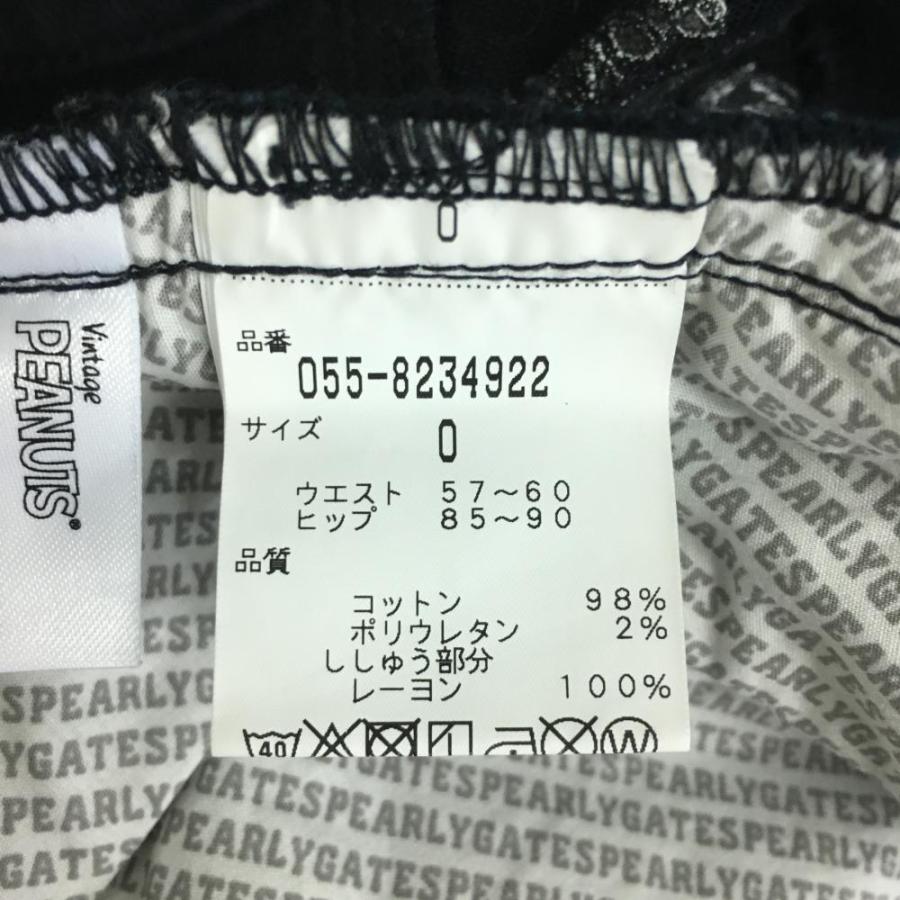 Vintage
PEANUTS®
0
品番
055-8234922
サイズ
0
ウエスト 57～60
ヒップ 85～90
品質
コットン 98%
ポリウレタン 2%
ししゅう部分
レーヨン 100%
40
W
PEARLYGATES